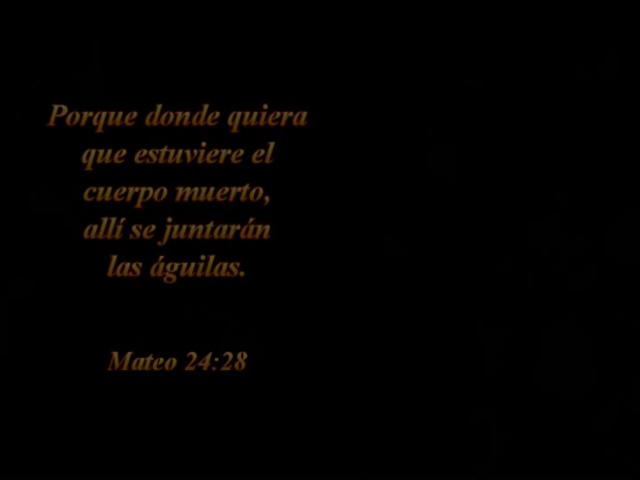 Porque donde quiera
que estuviere el
cuerpo muerto,
allí se juntarán
las águilas.
Mateo 24:28